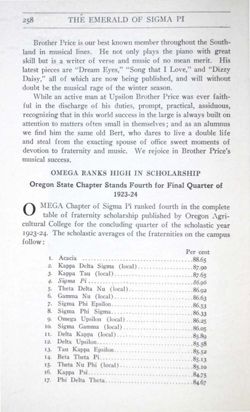 258 THE EMERALD OF SIGMA PI
Brother Price is our best known member throughout the South-
land in musical lines. He not only plays the piano with great
skill but is a writer of verse and music of no mean merit. His
latest pieces are "Dream Eyes," "Song that I Love," and "Dizzy
Daisy," all of which are now being published, and will without
doubt be the musical rage of the winter season.
While an active man at Upsilon Brother Price was ever faith-
ful in the discharge of his duties, prompt, practical, assiduous,
recognizing that in this world success in the large is always built on
attention to matters often small in themselves; and as an alumnus
we find him the same old Bert, who dares to live a double life
and steal from the exacting spouse of office sweet moments of
devotion to fraternity and music. We rejoice in Brother Price's
musical success.
OMEGA RANKS HIGH IN SCHOLARSHIP
Oregon State Chapter Stands Fourth for Final Quarter of
1923-24
OMEGA Chapter of Sigma Pi ranked fourth in the complete
table of fraternity scholarship published by Oregon Agri-
cultural College for the concluding quarter of the scholastic year
1923-24. The scholastic averages of the fraternities on the campus
follow:
Per cent
1. Acacia 88.65
2. Kappa Delta Sigma (local) 87.90
3. Kappa Tau (local) 87.65
4. Sigma Pi 86.96
5. Theta Delta Nu (local) 86.92
6. Gamma Nu (local) 86.63
7. Sigma Phi Epsilon 86.53
8. Sigma Phi Sigma 86.33
9. Omega Upsilon (local) 86.25
10. Sigma Gamma (local) 86.05
11. Delta Kappa (local) 85.89
12. Delta Upsilon 85.58
13. Tau Kappa Epsilon 85.52
14. Beta Theta Pi 85.13
15. Theta Nu Phi (local) 85.10
16. Kappa Psi 84.75
17. Phi Delta Theta 84.67